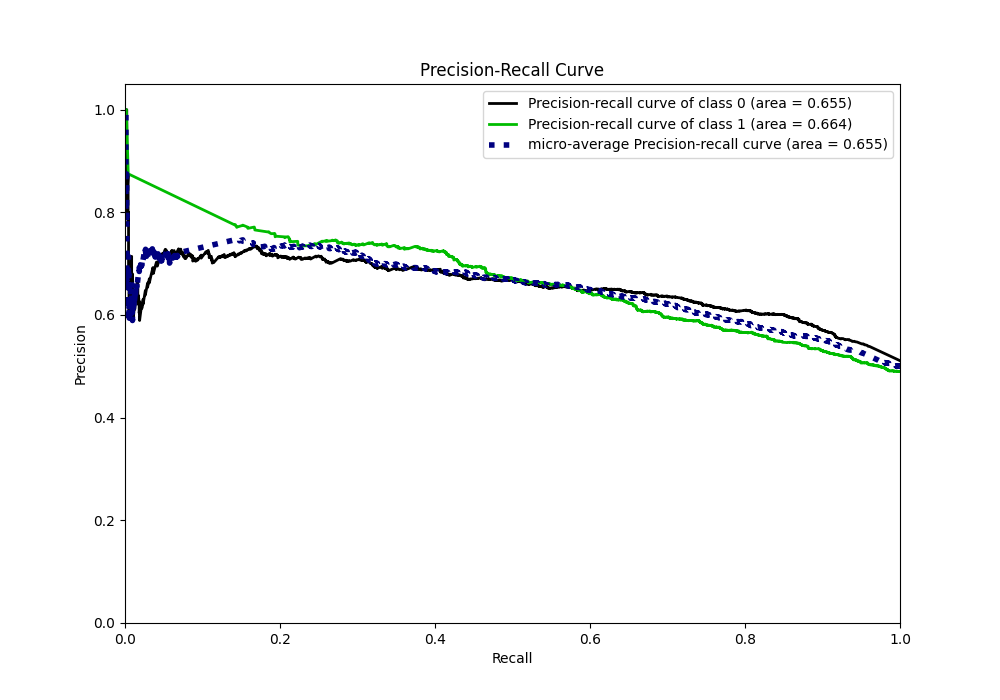 Precision-Recall Curve
Precision-recall curve of class 0 (area = 0.655)
Precision-recall curve of class 1 (area = 0.664)
micro-average Precision-recall curve (area = 0.655)
1.0
0.8
0.6
0.4
0.2
0.0
Precision
0.0 0.2 0.4 0.6 0.8 1.0
Recall